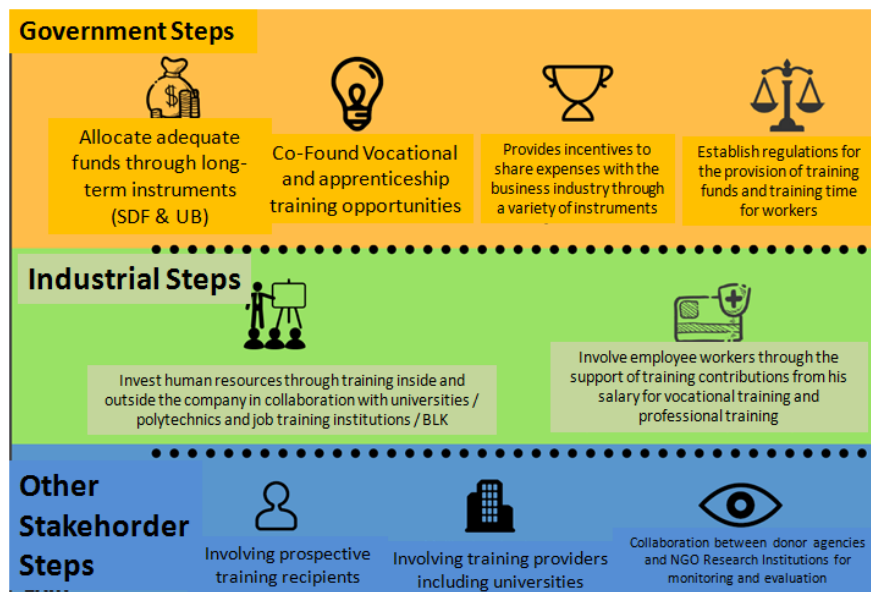 Government Steps
Allocate adequate
funds through long-
term instruments
(SDF & UB)
Co-Found Vocational
and apprenticeship
training opportunities
Provides incentives to
share expenses with the
business industry through
a variety of instruments
Establish regulations for
the provision of training
funds and training time
for workers
Industrial Steps
Invest human resources through training inside and
outside the company in collaboration with universities /
polytechnics and job training institutions / BLK
Involve employee workers through the
support of training contributions from his
salary for vocational training and
professional training
Other
Stakehorder
Steps
Involving prospective
training recipients
Involving training providers
including universities
Collaboration between donor agencies
and NGO Research Institutions for
monitoring and evaluation